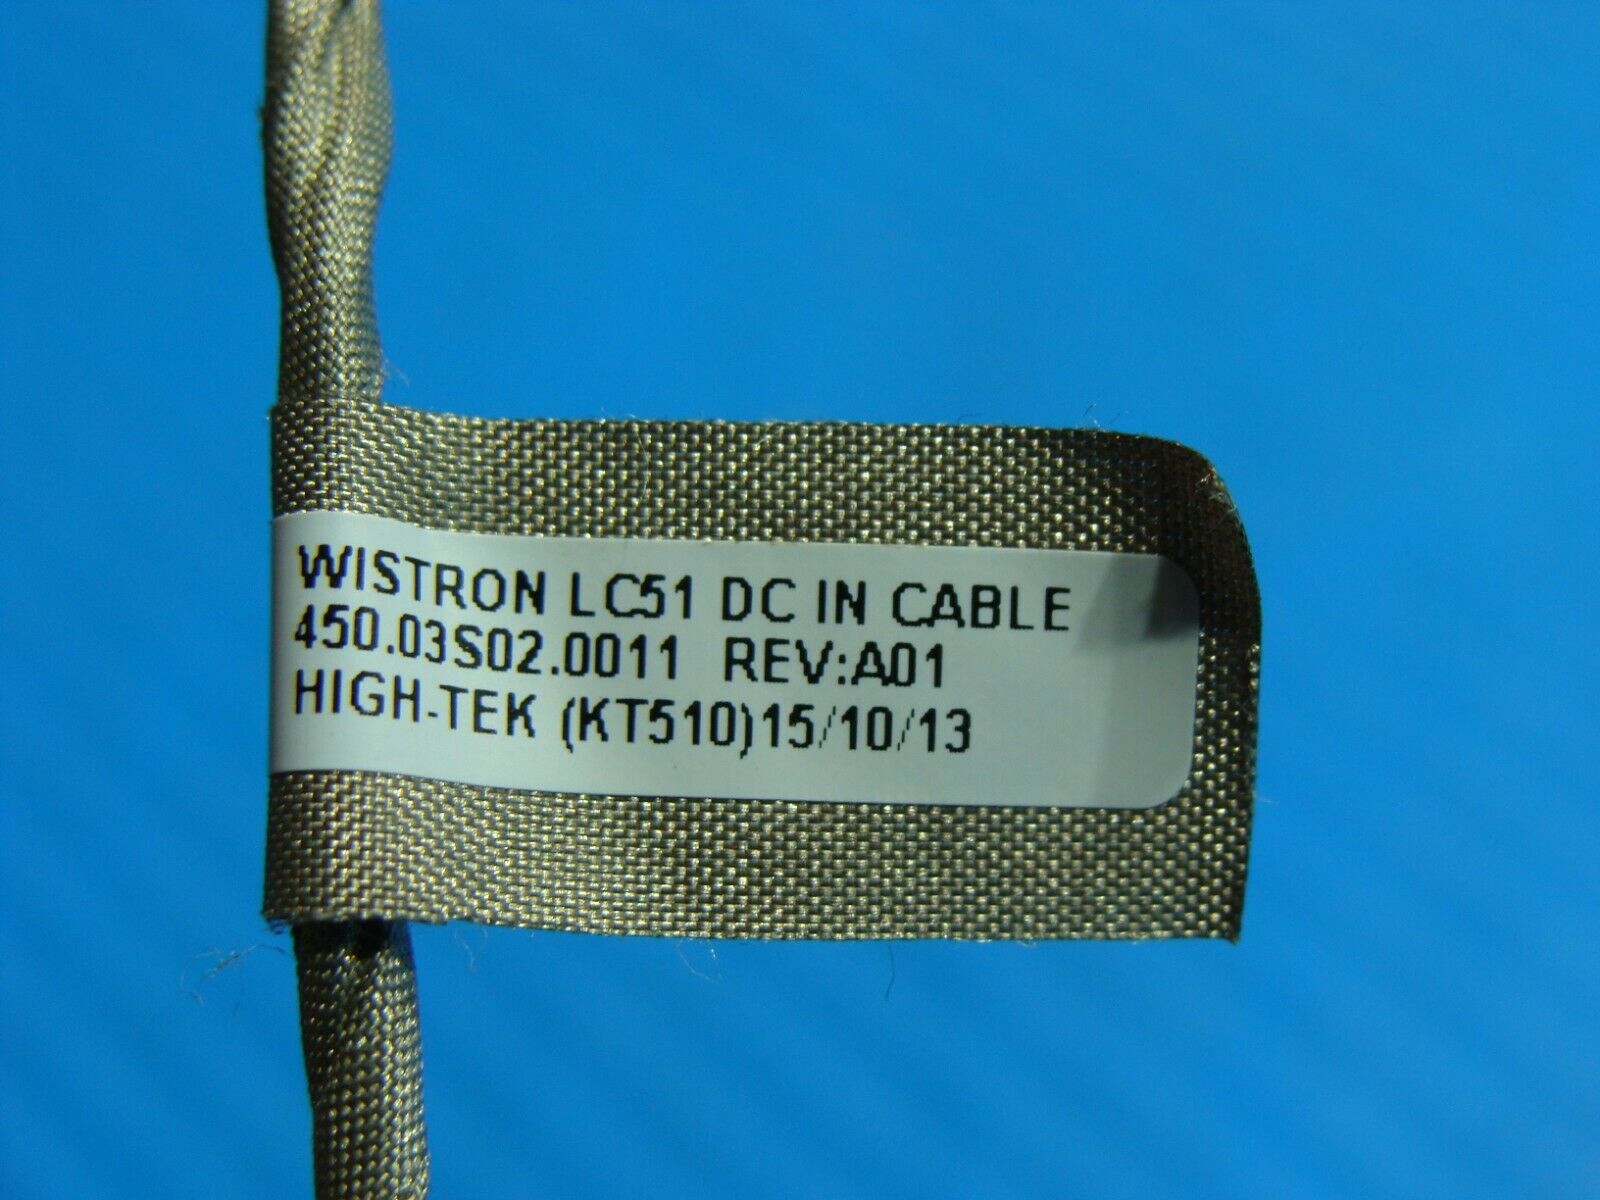 WISTRON LC51 DC IN CABLE
450.03S02.0011 REV:A01
HIGH-TEK (KT510)15/10/13